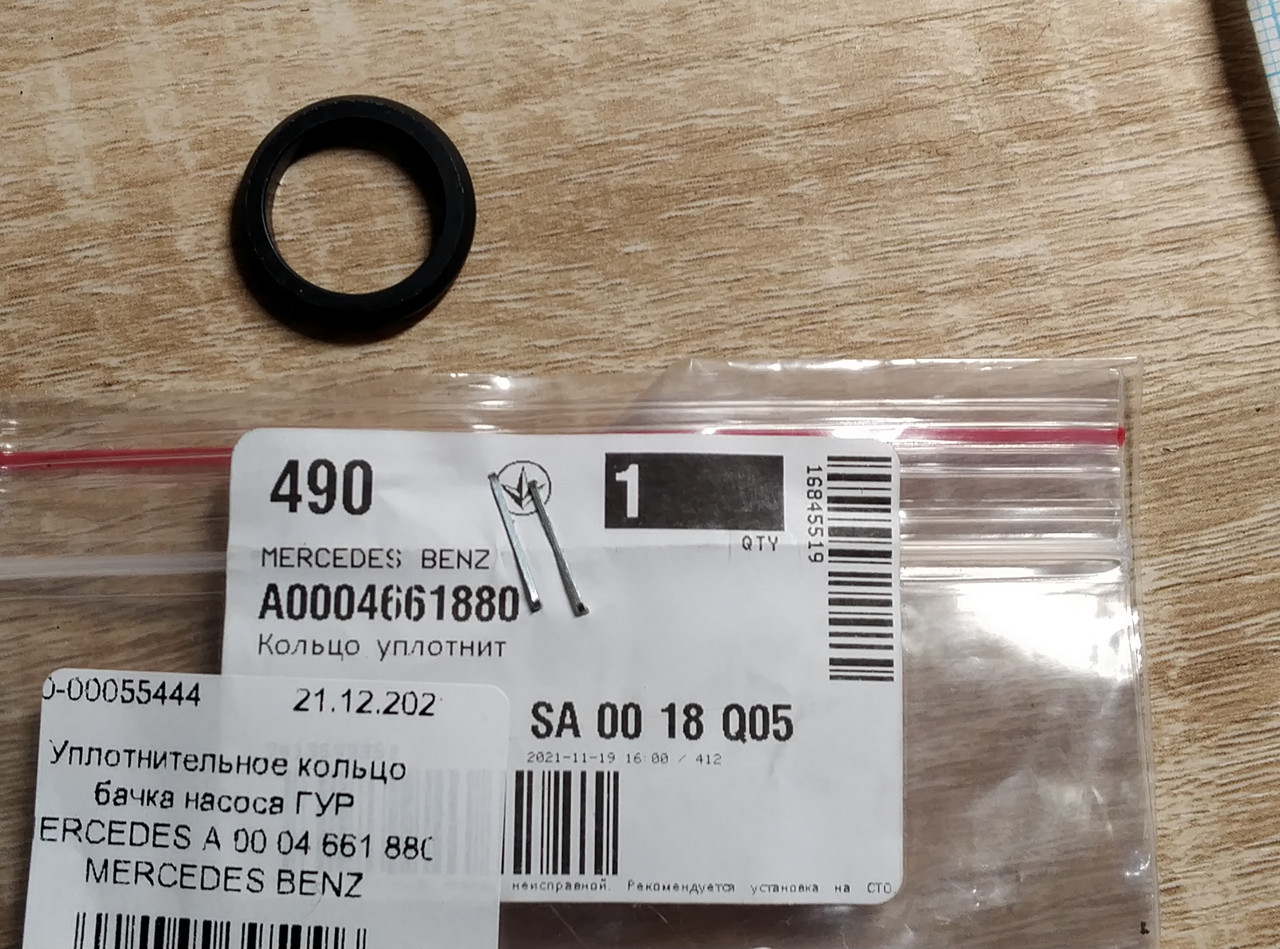 490
1
QTY
16845519
MERCEDES BENZ
A0004661880
Кольцо уплотнит
SA 00 18 Q05
2021-11-19 16:00 / 412
неисправной. Рекомендуется установка на СТО
0-00055444 21.12.202
Уплотнительное кольцо
бачка насоса ГУР
ERCEDES A 00 04 661 880
MERCEDES BENZ